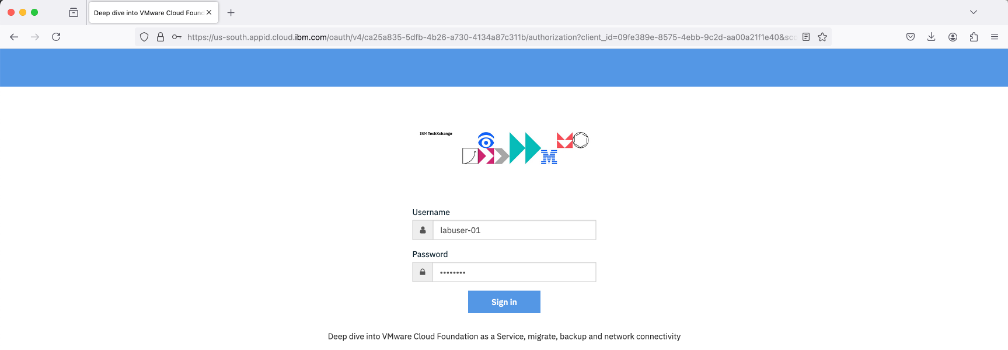 Deep dive into VMware Cloud Foun
https://us-south.appid.cloud.ibm.com/oauth/v4/ca25a835-5dfb-4b26-a730-4134a87c311b/authorization?client_id=09fe389e-8575-4ebb-9c2d-aa00a21f1e40&sc
IBM TechXchange
Username
labuser-01
Password
••••••••
Sign in
Deep dive into VMware Cloud Foundation as a Service, migrate, backup and network connectivity